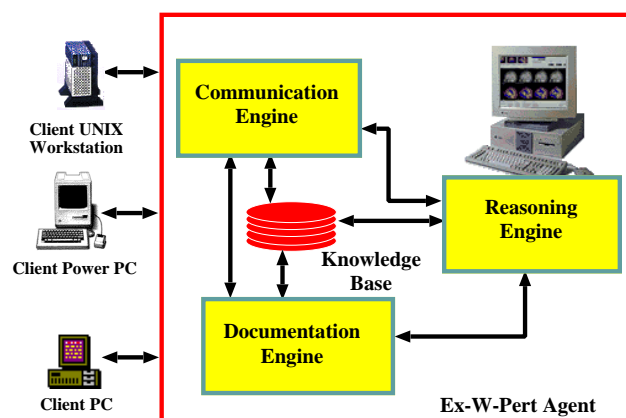 Client UNIX
Workstation
Client Power PC
Client PC
Communication
Engine
Reasoning
Engine
Knowledge
Base
Documentation
Engine
Ex-W-Pert Agent